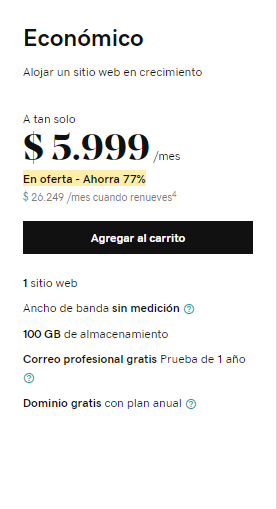 Económico
Alojar un sitio web en crecimiento
A tan solo
$ 5.999 /mes
En oferta - Ahorra 77%
$ 26.249 /mes cuando renueves⁴
Agregar al carrito
1 sitio web
Ancho de banda sin medición ?
100 GB de almacenamiento
Correo profesional gratis Prueba de 1 año
?
Dominio gratis con plan anual ?